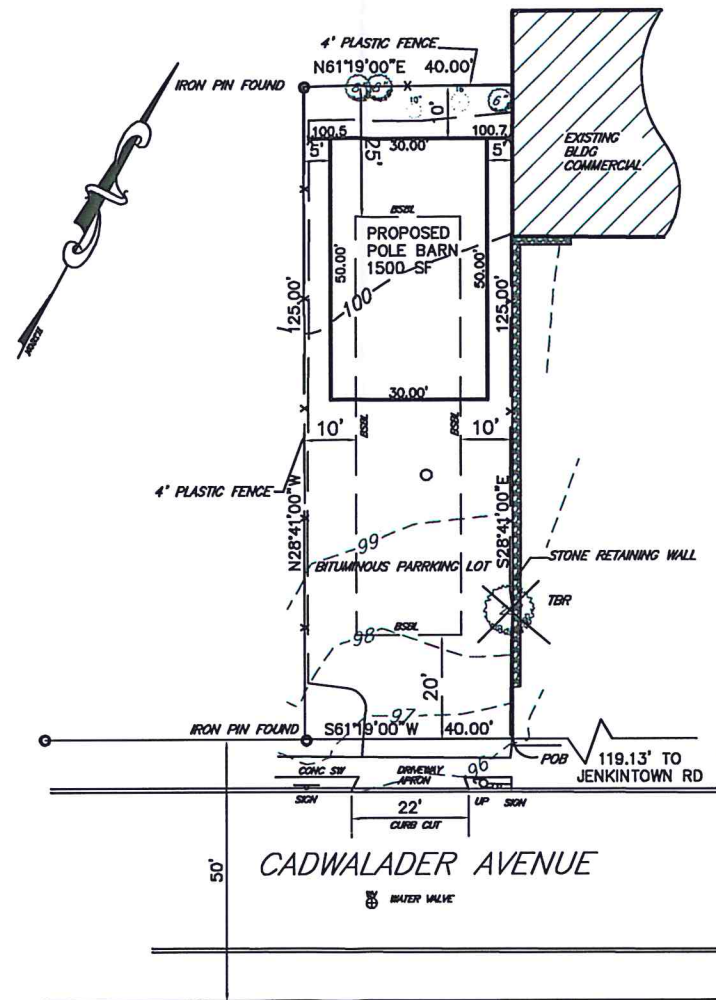 4' PLASTIC FENCE
N61°19'00"E 40.00'
IRON PIN FOUND
8" 8"
6"
100.5 30.00' 100.7
5' 25' 5'
EXISTING
BLDG
COMMERCIAL
BSBL
PROPOSED
POLE BARN
1500 SF
50.00' 50.00'
100
125.00' 125.00'
NORTH
30.00'
10' BSBL BSBL 10'
4' PLASTIC FENCE
N28°41'00"W S28°41'00"E
99
BITUMINOUS PARRKING LOT
STONE RETAINING WALL
TBR
BSBL
98
20'
97
IRON PIN FOUND S61°19'00"W 40.00'
POB
119.13' TO
JENKINTOWN RD
96
CONC SW DRIVEWAY
APRON
SIGN UP SIGN
22'
CURB CUT
50'
CADWALADER AVENUE
WATER VALVE